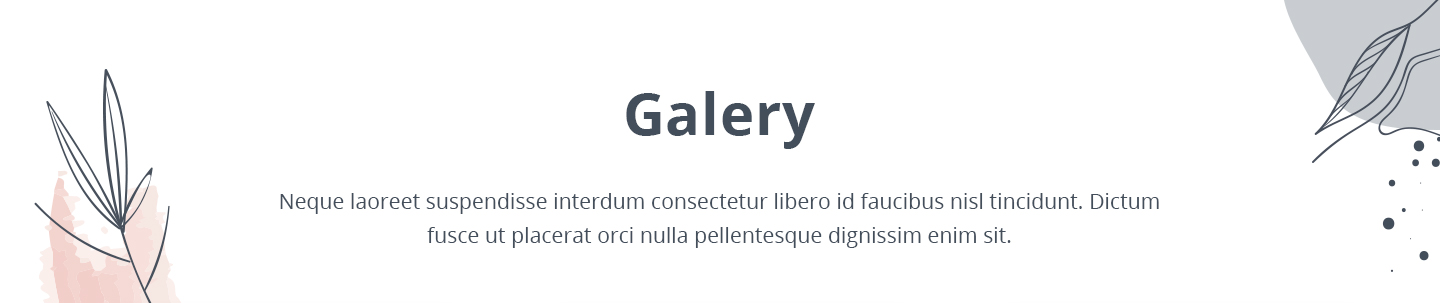 Galery
Neque laoreet suspendisse interdum consectetur libero id faucibus nisl tincidunt. Dictum
fusce ut placerat orci nulla pellentesque dignissim enim sit.